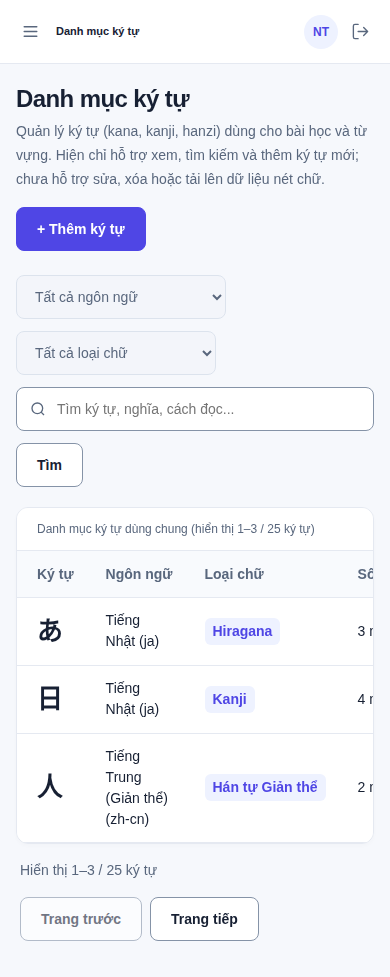 Danh mục ký tự
NT
Danh mục ký tự
Quản lý ký tự (kana, kanji, hanzi) dùng cho bài học và từ
vựng. Hiện chỉ hỗ trợ xem, tìm kiếm và thêm ký tự mới;
chưa hỗ trợ sửa, xóa hoặc tải lên dữ liệu nét chữ.
+ Thêm ký tự
Tất cả ngôn ngữ
Tất cả loại chữ
Tìm ký tự, nghĩa, cách đọc...
Tìm
Danh mục ký tự dùng chung (hiển thị 1–3 / 25 ký tự)
Ký tự Ngôn ngữ Loại chữ Số
あ Tiếng Nhật (ja) Hiragana 3
日 Tiếng Nhật (ja) Kanji 4
人 Tiếng Trung (Giản thể) (zh-cn) Hán tự Giản thể 2
Hiển thị 1–3 / 25 ký tự
Trang trước Trang tiếp